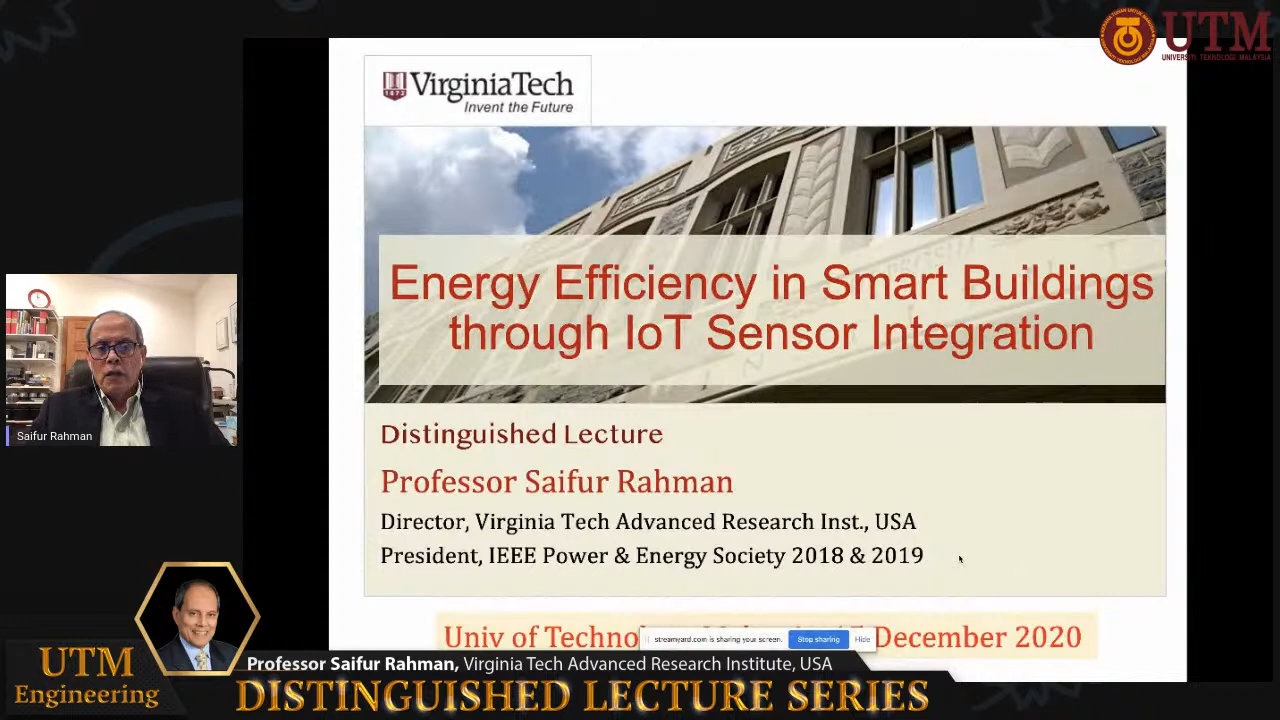 UTM
UNIVERSITI TEKNOLOGI MALAYSIA
VirginiaTech
1872
Invent the Future
Energy Efficiency in Smart Buildings
through IoT Sensor Integration
Distinguished Lecture
Professor Saifur Rahman
Director, Virginia Tech Advanced Research Inst., USA
President, IEEE Power & Energy Society 2018 & 2019
Saifur Rahman
Univ of December 2020
streamyard.com is sharing your screen. Stop sharing Hide
Professor Saifur Rahman, Virginia Tech Advanced Research Institute, USA
UTM
Engineering
DISTINGUISHED LECTURE SERIES